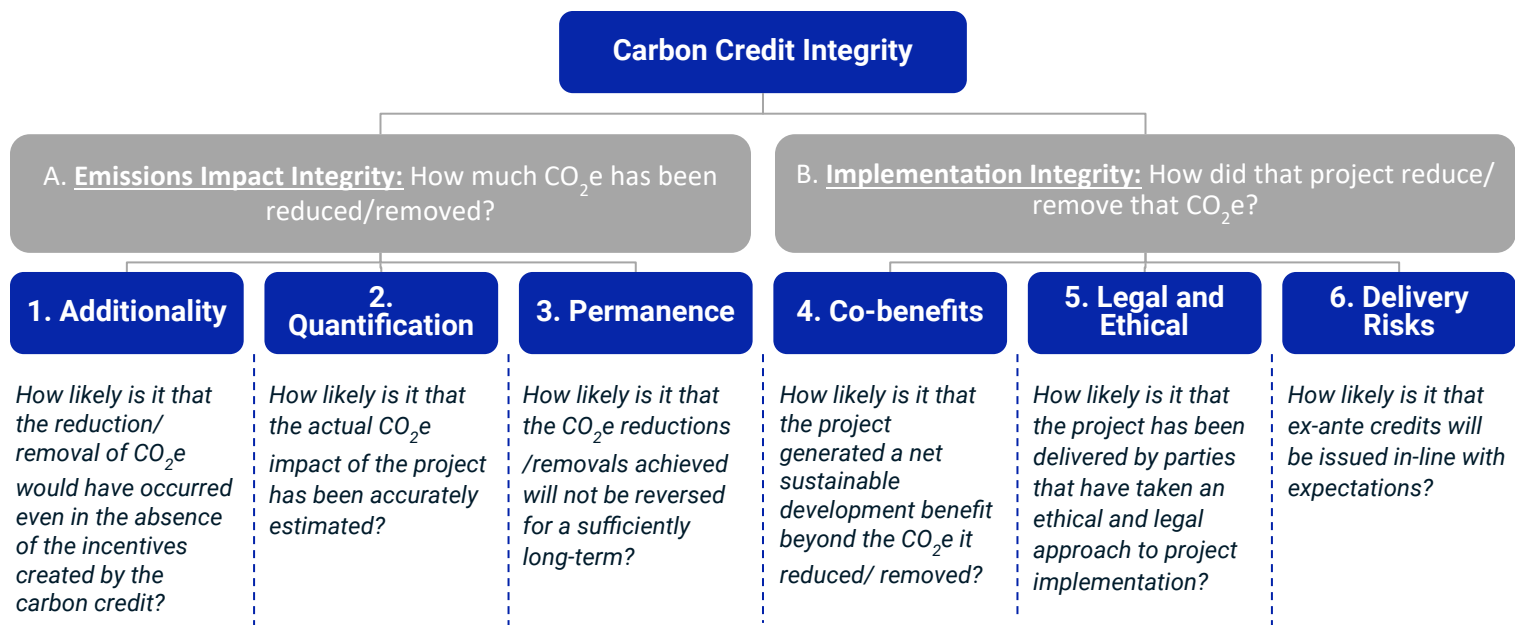 Carbon Credit Integrity
A. Emissions Impact Integrity: How much CO₂e has been
reduced/removed?
B. Implementation Integrity: How did that project reduce/
remove that CO₂e?
1. Additionality
2.
Quantification
3. Permanence
4. Co-benefits
5. Legal and
Ethical
6. Delivery
Risks
How likely is it that
the reduction/
removal of CO₂e
would have occurred
even in the absence
of the incentives
created by the
carbon credit?
How likely is it that
the actual CO₂e
impact of the project
has been accurately
estimated?
How likely is it that
the CO₂e reductions
/removals achieved
will not be reversed
for a sufficiently
long-term?
How likely is it that
the project
generated a net
sustainable
development benefit
beyond the CO₂e it
reduced/ removed?
How likely is it that
the project has been
delivered by parties
that have taken an
ethical and legal
approach to project
implementation?
How likely is it that
ex-ante credits will
be issued in-line with
expectations?